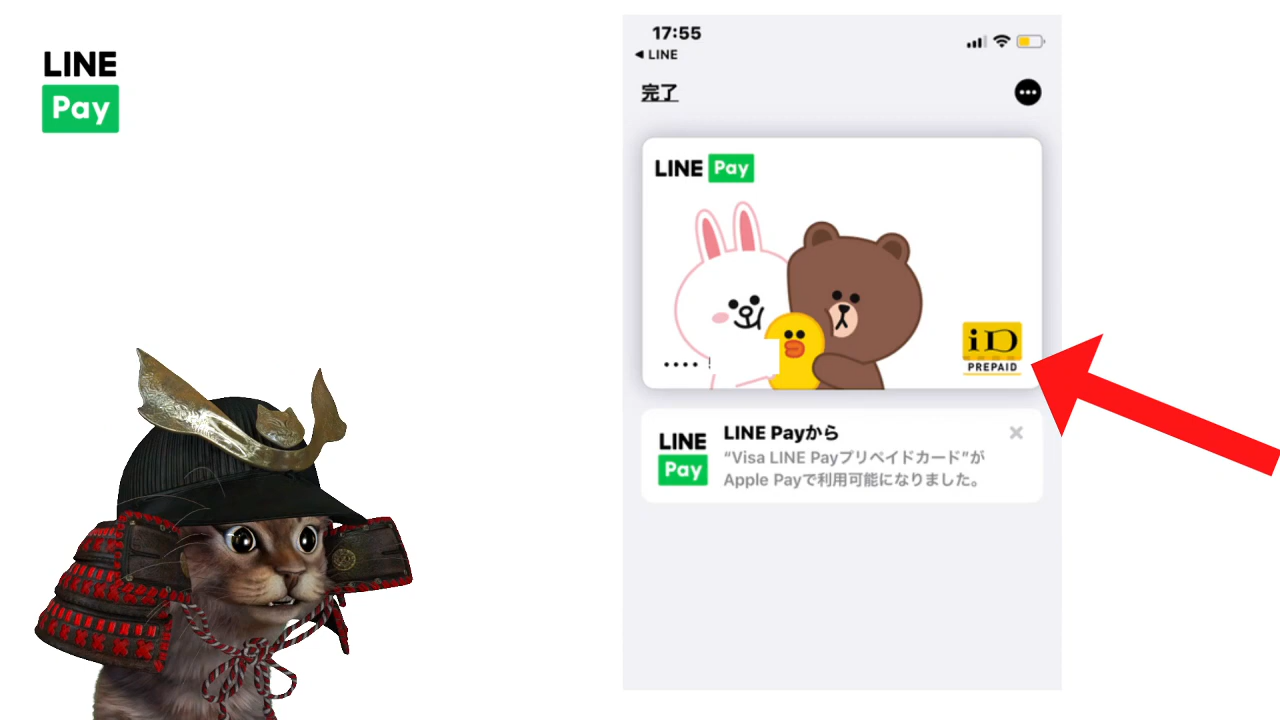 LINE
Pay
17:55
◀ LINE
完了
LINE Pay
••••
iD
PREPAID
LINE
Pay
LINE Payから
“Visa LINE Payプリペイドカード”が
Apple Payで利用可能になりました。